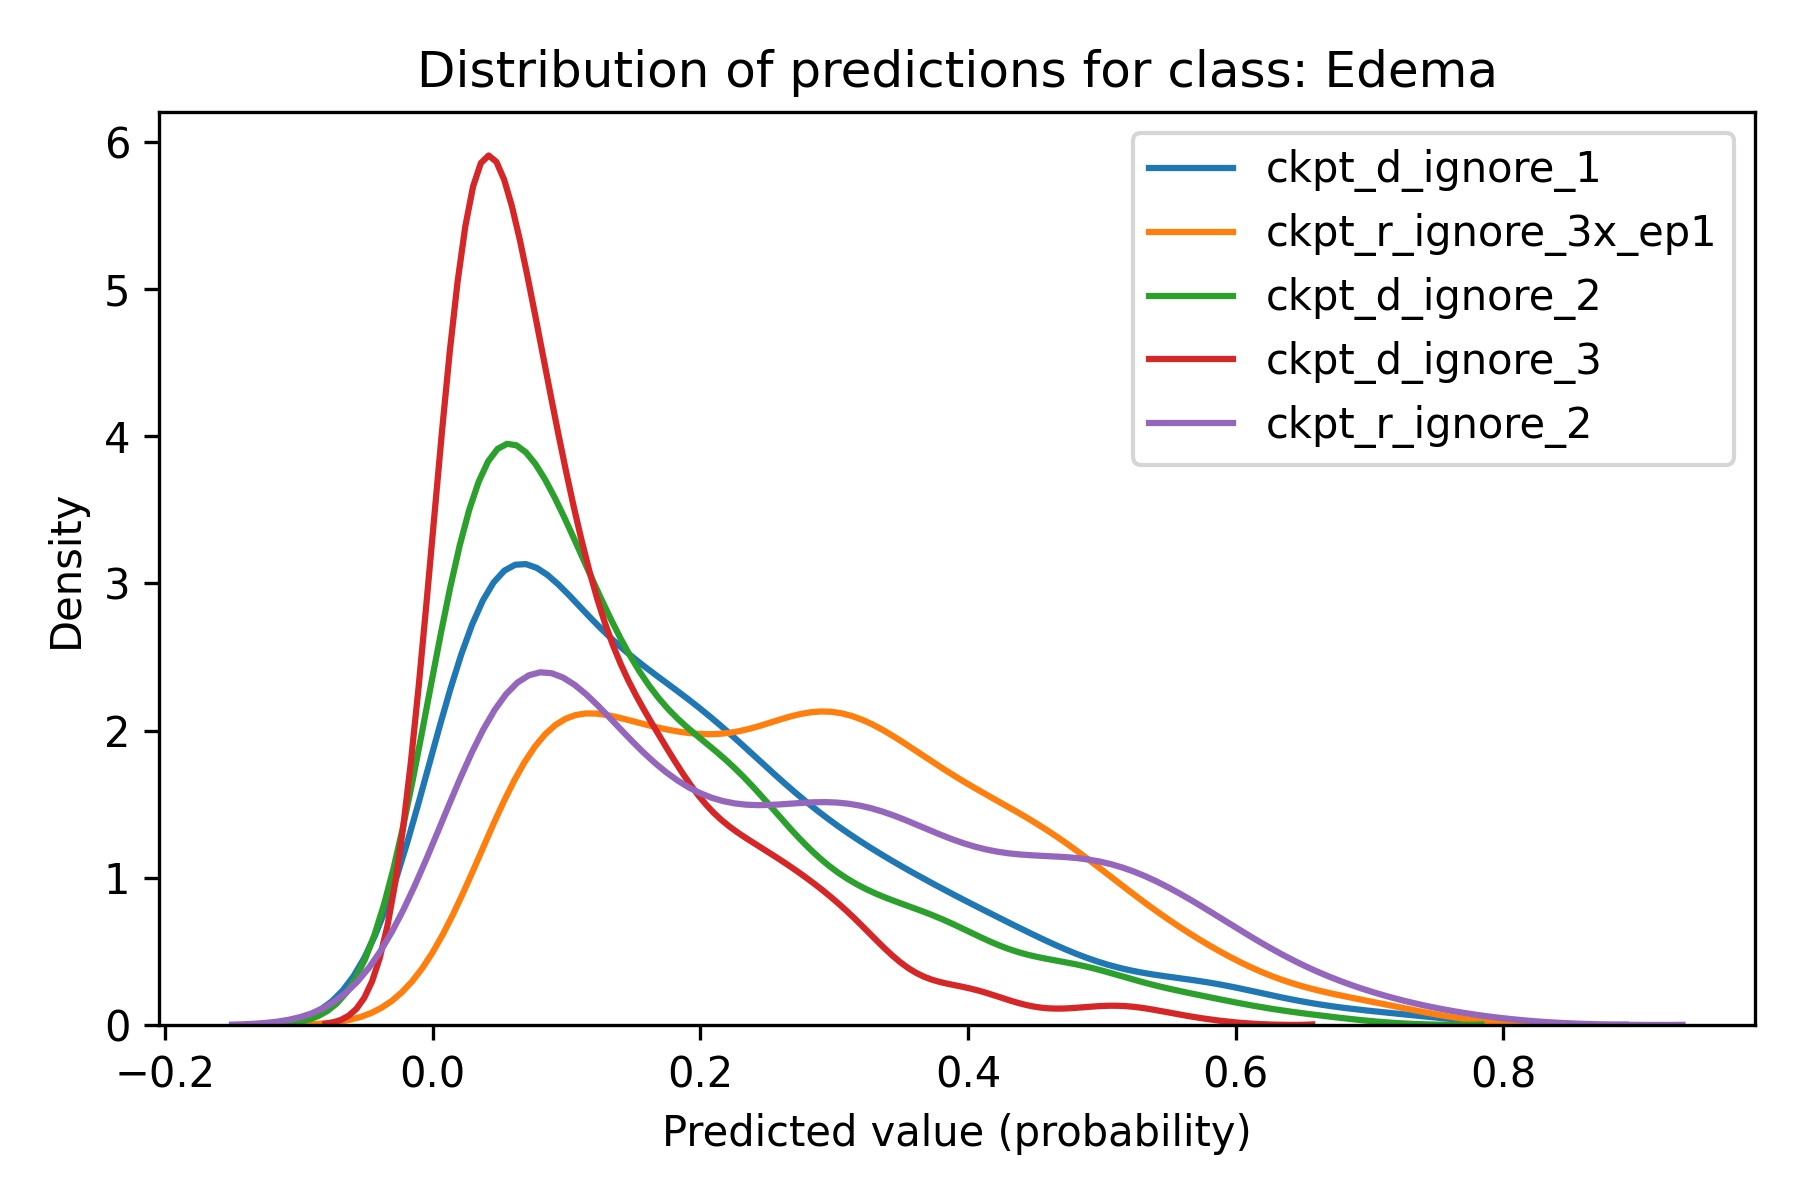 Distribution of predictions for class: Edema
6
5
4
3
2
1
0
Density
ckpt_d_ignore_1
ckpt_r_ignore_3x_ep1
ckpt_d_ignore_2
ckpt_d_ignore_3
ckpt_r_ignore_2
−0.2 0.0 0.2 0.4 0.6 0.8
Predicted value (probability)